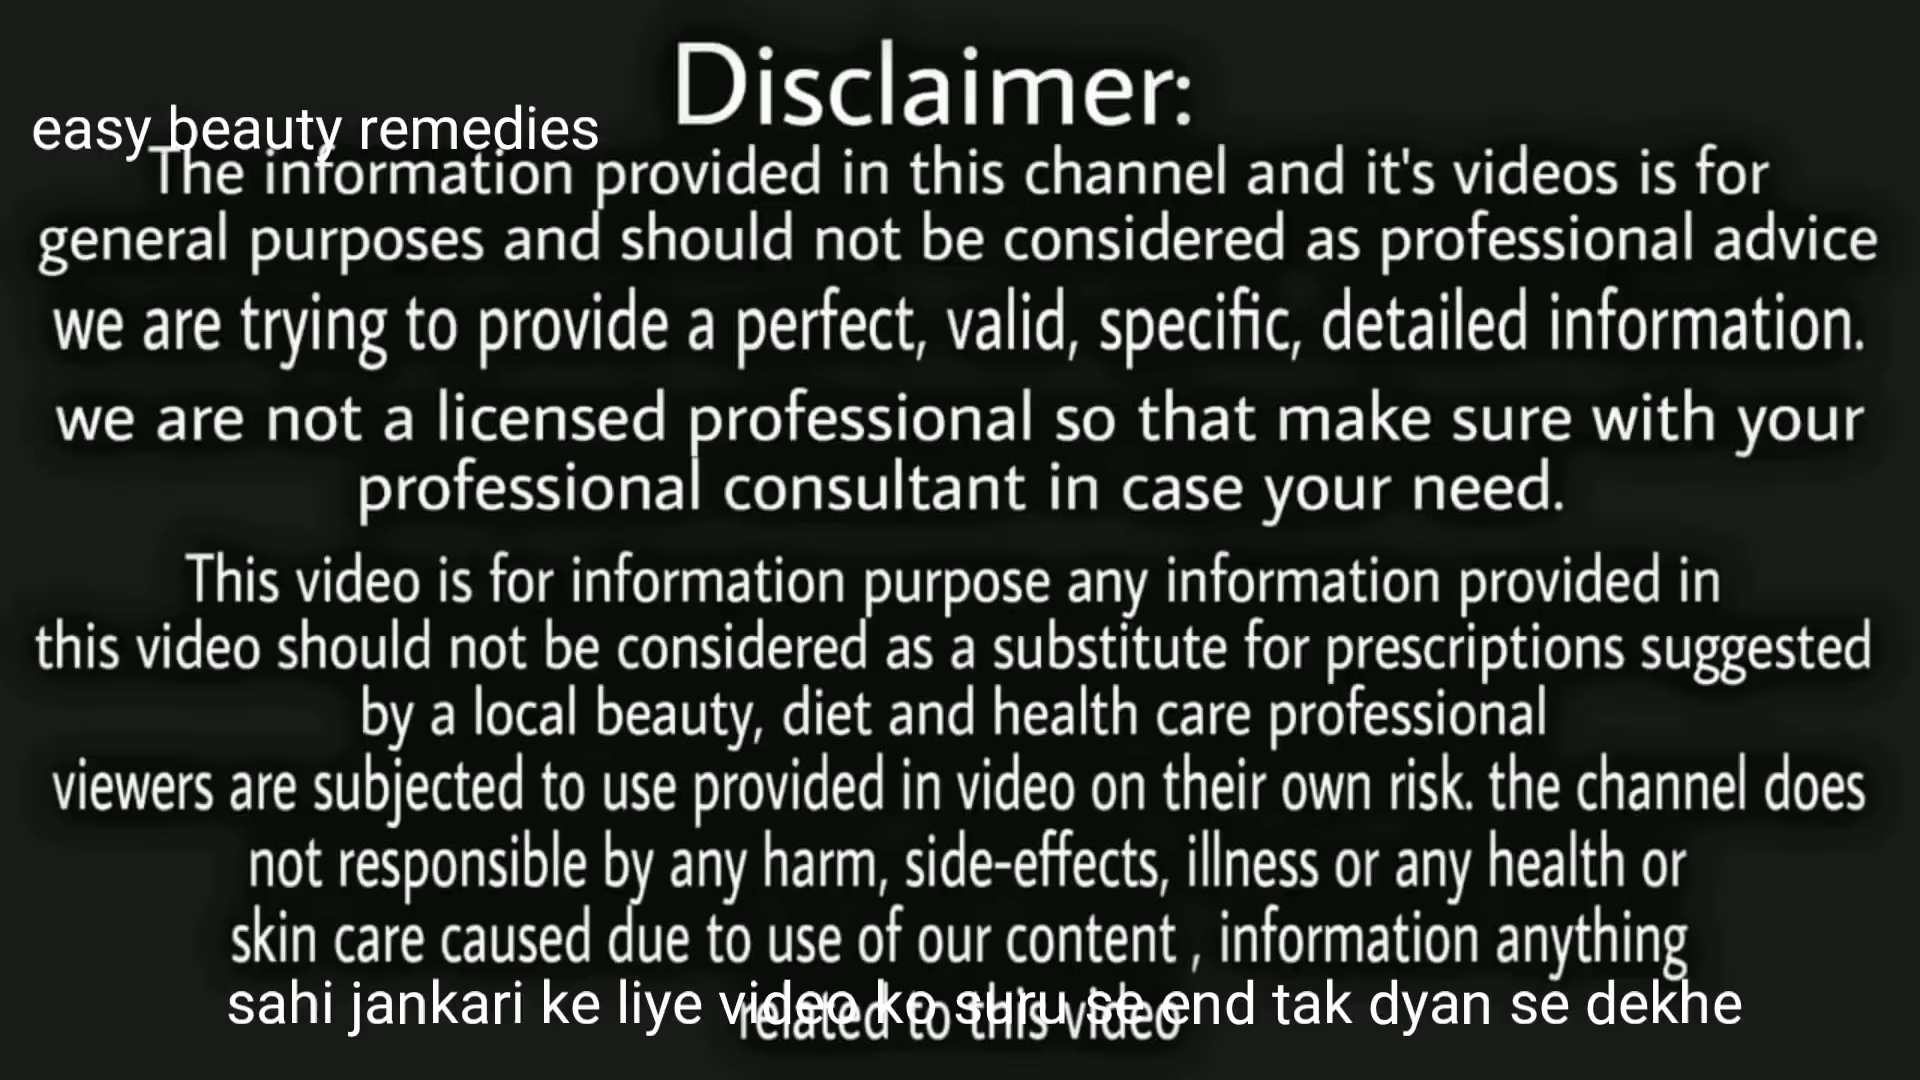 Disclaimer:
easy beauty remedies
The information provided in this channel and it's videos is for
general purposes and should not be considered as professional advice
we are trying to provide a perfect, valid, specific, detailed information.
we are not a licensed professional so that make sure with your
professional consultant in case your need.
This video is for information purpose any information provided in
this video should not be considered as a substitute for prescriptions suggested
by a local beauty, diet and health care professional
viewers are subjected to use provided in video on their own risk. the channel does
not responsible by any harm, side-effects, illness or any health or
skin care caused due to use of our content , information anything
sahi jankari ke liye video ko suru se end tak dyan se dekhe
related to this video